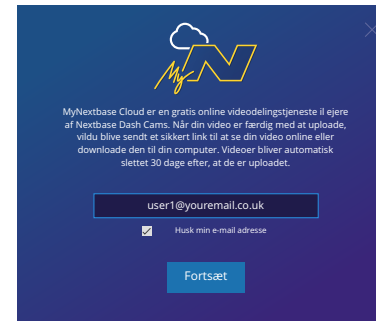 My N
MyNextbase Cloud er en gratis online videodelingstjeneste il ejere
af Nextbase Dash Cams. Når din video er færdig med at uploade,
vildu blive sendt et sikkert link til at se din video online eller
downloade den til din computer. Videoer bliver automatisk
slettet 30 dage efter, at de er uploadet.
user1@youremail.co.uk
Husk min e-mail adresse
Fortsæt